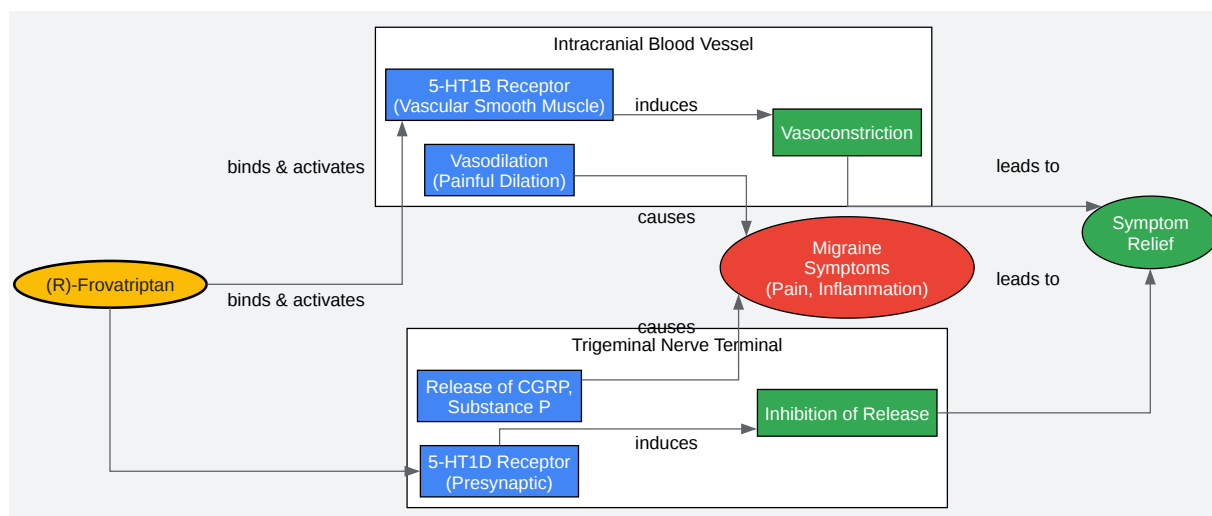 Intracranial Blood Vessel
5-HT1B Receptor
(Vascular Smooth Muscle)
induces
Vasoconstriction
binds & activates
Vasodilation
(Painful Dilation)
leads to
causes
Symptom
Relief
Migraine
Symptoms
(Pain, Inflammation)
(R)-Frovatriptan
binds & activates
leads to
causes
Trigeminal Nerve Terminal
Release of CGRP,
Substance P
Inhibition of Release
induces
5-HT1D Receptor
(Presynaptic)